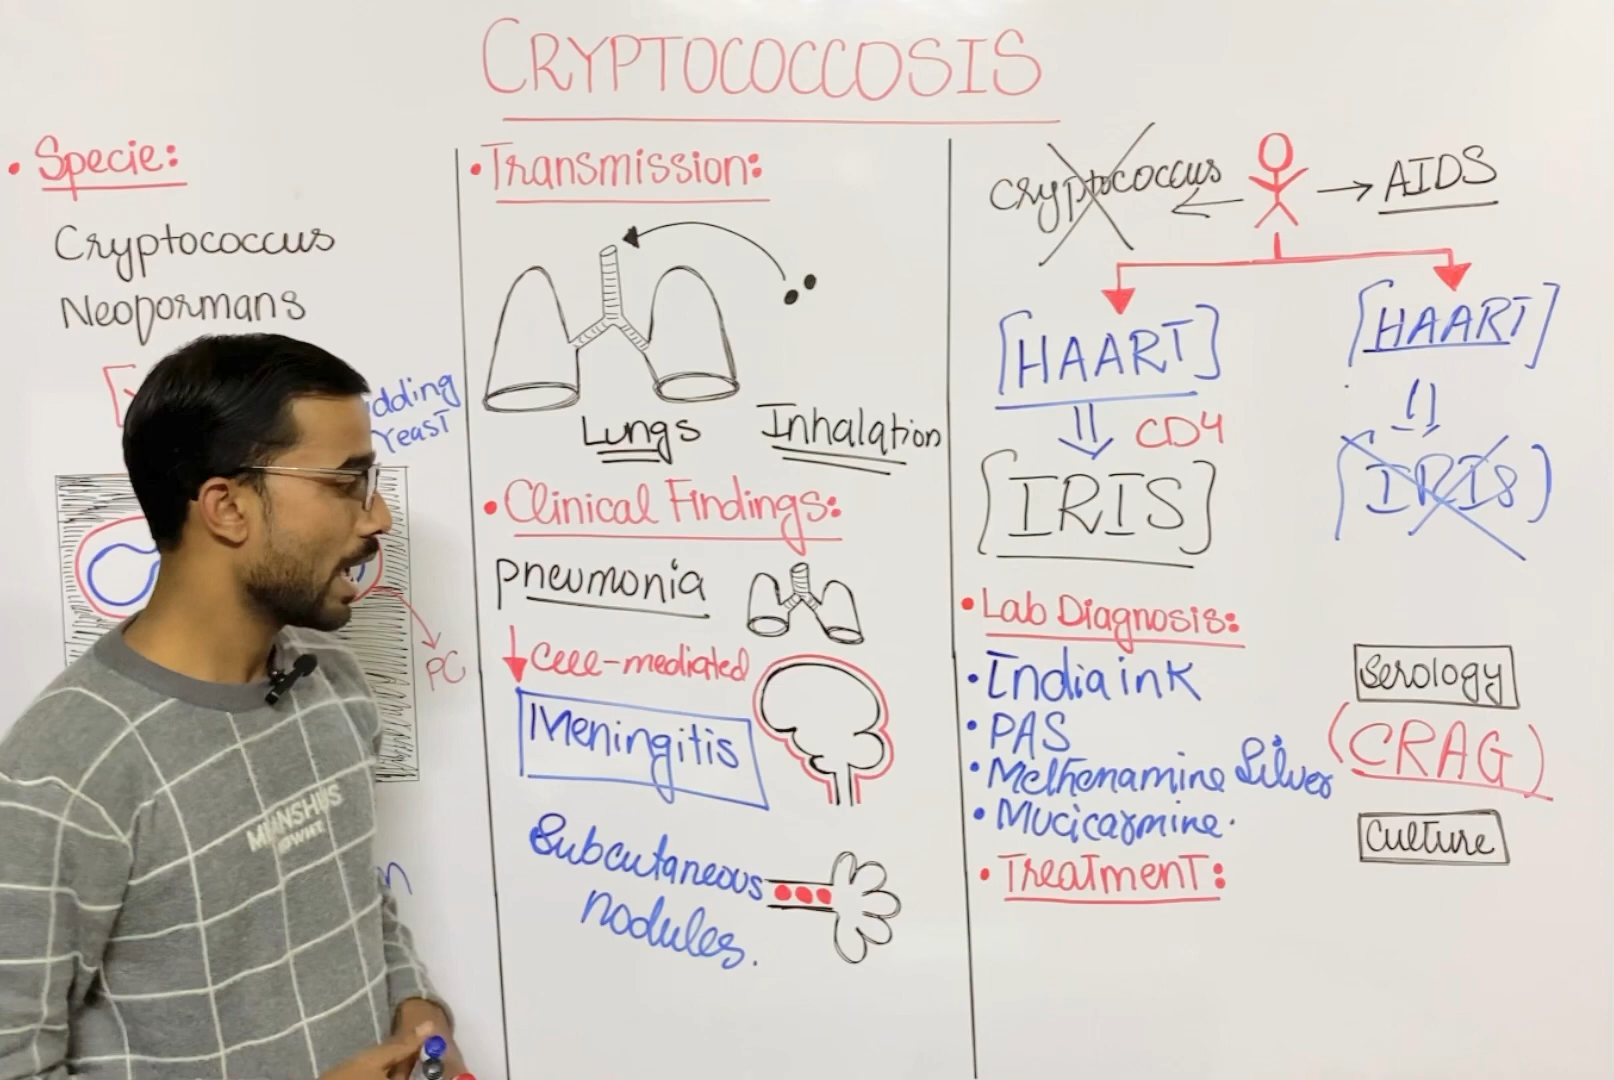 CRYPTOCOCCOSIS
• Specie:
Cryptococcus
Neoformans
Yeast
PC
• Transmission:
Lungs
Inhalation
• Clinical Findings:
Pneumonia
↓ Cell-mediated
Meningitis
Subcutaneous
nodules.
Cryptococcus ← → AIDS
[HAART] [HAART]
CD4
[IRIS] [IRIS]
• Lab Diagnosis:
• India ink
• PAS
• Methenamine Silver
• Mucicarmine.
Serology
(CRAG)
Culture
• Treatment: